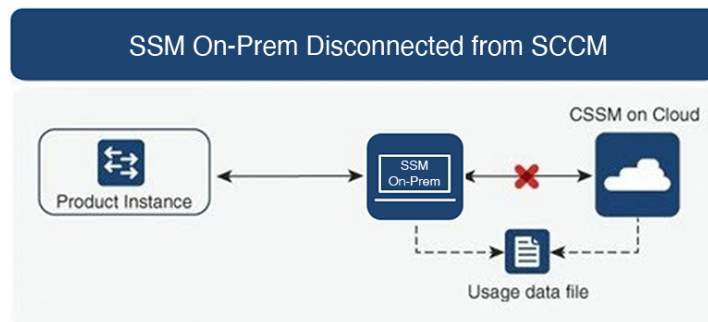 SSM On-Prem Disconnected from SCCM
CSSM on Cloud
SSM
On-Prem
Product Instance
Usage data file